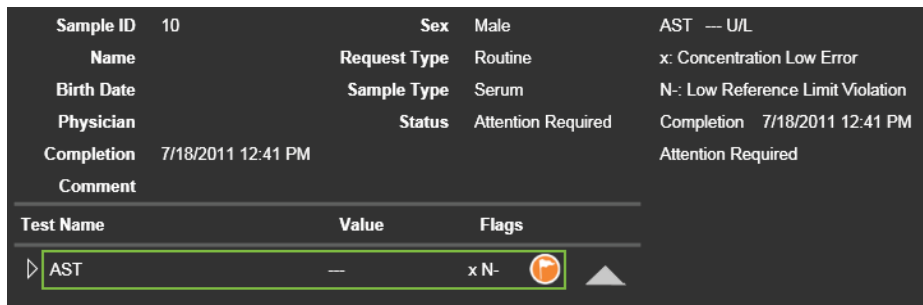 Sample ID 10 Sex Male AST --- U/L
Name Request Type Routine x: Concentration Low Error
Birth Date Sample Type Serum N-: Low Reference Limit Violation
Physician Status Attention Required Completion 7/18/2011 12:41 PM
Completion 7/18/2011 12:41 PM Attention Required
Comment
Test Name Value Flags
AST --- x N-